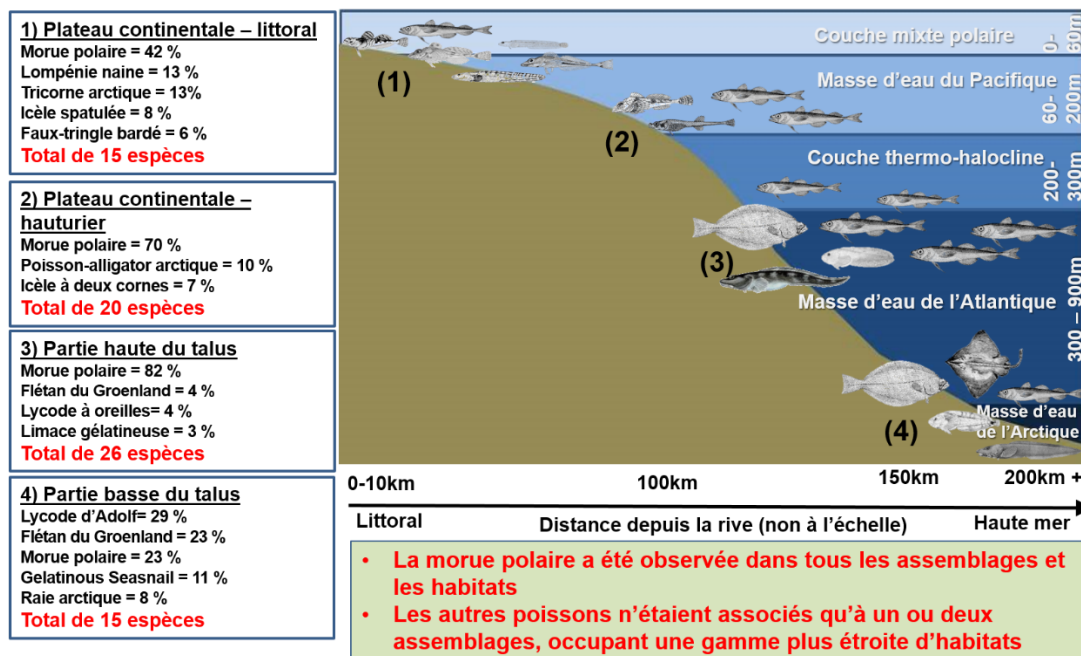 1) Plateau continentale – littoral
Morue polaire = 42 %
Lompénie naine = 13 %
Tricorne arctique = 13%
Icèle spatulée = 8 %
Faux-tringle bardé = 6 %
Total de 15 espèces
2) Plateau continentale –
hauturier
Morue polaire = 70 %
Poisson-alligator arctique = 10 %
Icèle à deux cornes = 7 %
Total de 20 espèces
3) Partie haute du talus
Morue polaire = 82 %
Flétan du Groenland = 4 %
Lycode à oreilles= 4 %
Limace gélatineuse = 3 %
Total de 26 espèces
4) Partie basse du talus
Lycode d'Adolf= 29 %
Flétan du Groenland = 23 %
Morue polaire = 23 %
Gelatinous Seasnail = 11 %
Raie arctique = 8 %
Total de 15 espèces
Couche mixte polaire
0-
60m
(1)
Masse d'eau du Pacifique
60-
200m
(2)
Couche thermo-halocline
200-
300m
(3)
Masse d'eau de l'Atlantique
300 – 900m
(4)
Masse d'eau
de l'Arctique
0-10km
100km
150km
200km +
Littoral
Distance depuis la rive (non à l'échelle)
Haute mer
• La morue polaire a été observée dans tous les assemblages et
les habitats
• Les autres poissons n'étaient associés qu'à un ou deux
assemblages, occupant une gamme plus étroite d'habitats